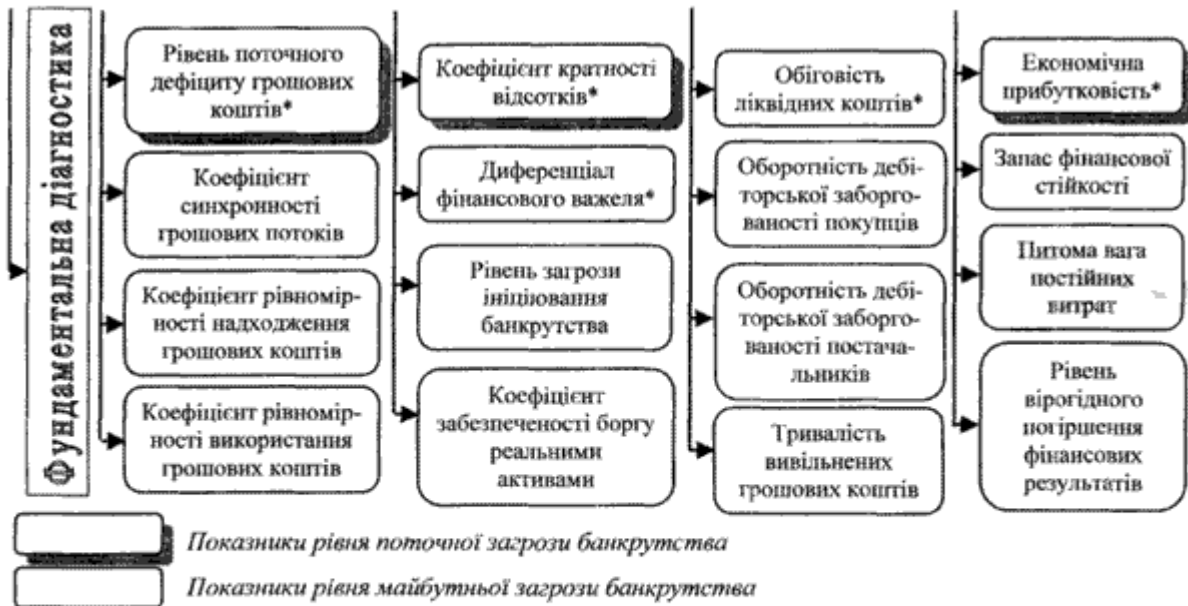 Фундаментальна діагностика
Рівень поточного
дефіциту грошових
коштів*
Коефіцієнт
синхронності
грошових потоків
Коефіцієнт рівномір-
ності надходження
грошових коштів
Коефіцієнт рівномір-
ності використання
грошових коштів
Коефіцієнт кратності
відсотків*
Диференціал
фінансового важеля*
Рівень загрози
ініціювання
банкрутства
Коефіцієнт
забезпеченості боргу
реальними
активами
Обіговість
ліквідних коштів*
Оборотність дебі-
торської заборго-
ваності покупців
Оборотність дебі-
торської заборго-
ваності постача-
льників
Тривалість
вивільнених
грошових коштів
Економічна
прибутковість*
Запас фінансової
стійкості
Питома вага
постійних
витрат
Рівень
вірогідного
погіршення
фінансових
результатів
Показники рівня поточної загрози банкрутства
Показники рівня майбутньої загрози банкрутства